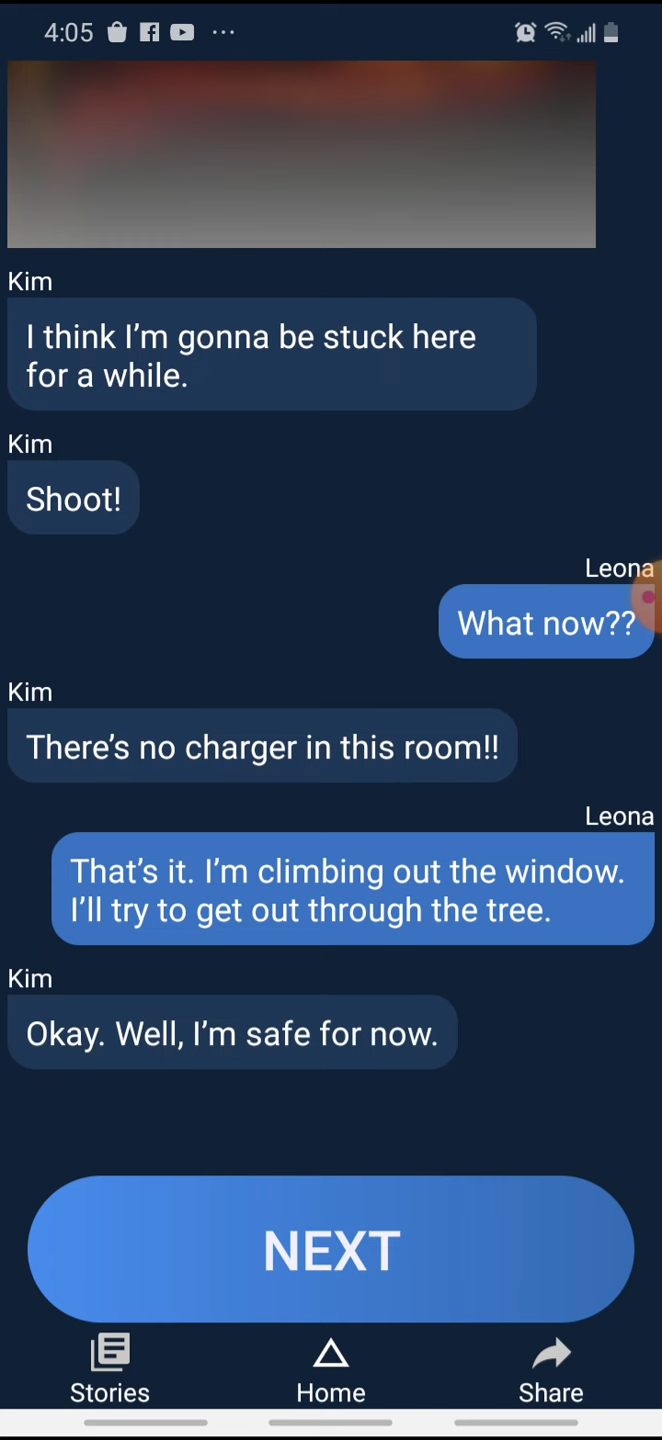 4:05
Kim
I think I’m gonna be stuck here
for a while.
Kim
Shoot!
Leona
What now??
Kim
There’s no charger in this room!!
Leona
That’s it. I’m climbing out the window.
I’ll try to get out through the tree.
Kim
Okay. Well, I’m safe for now.
NEXT
Stories Home Share